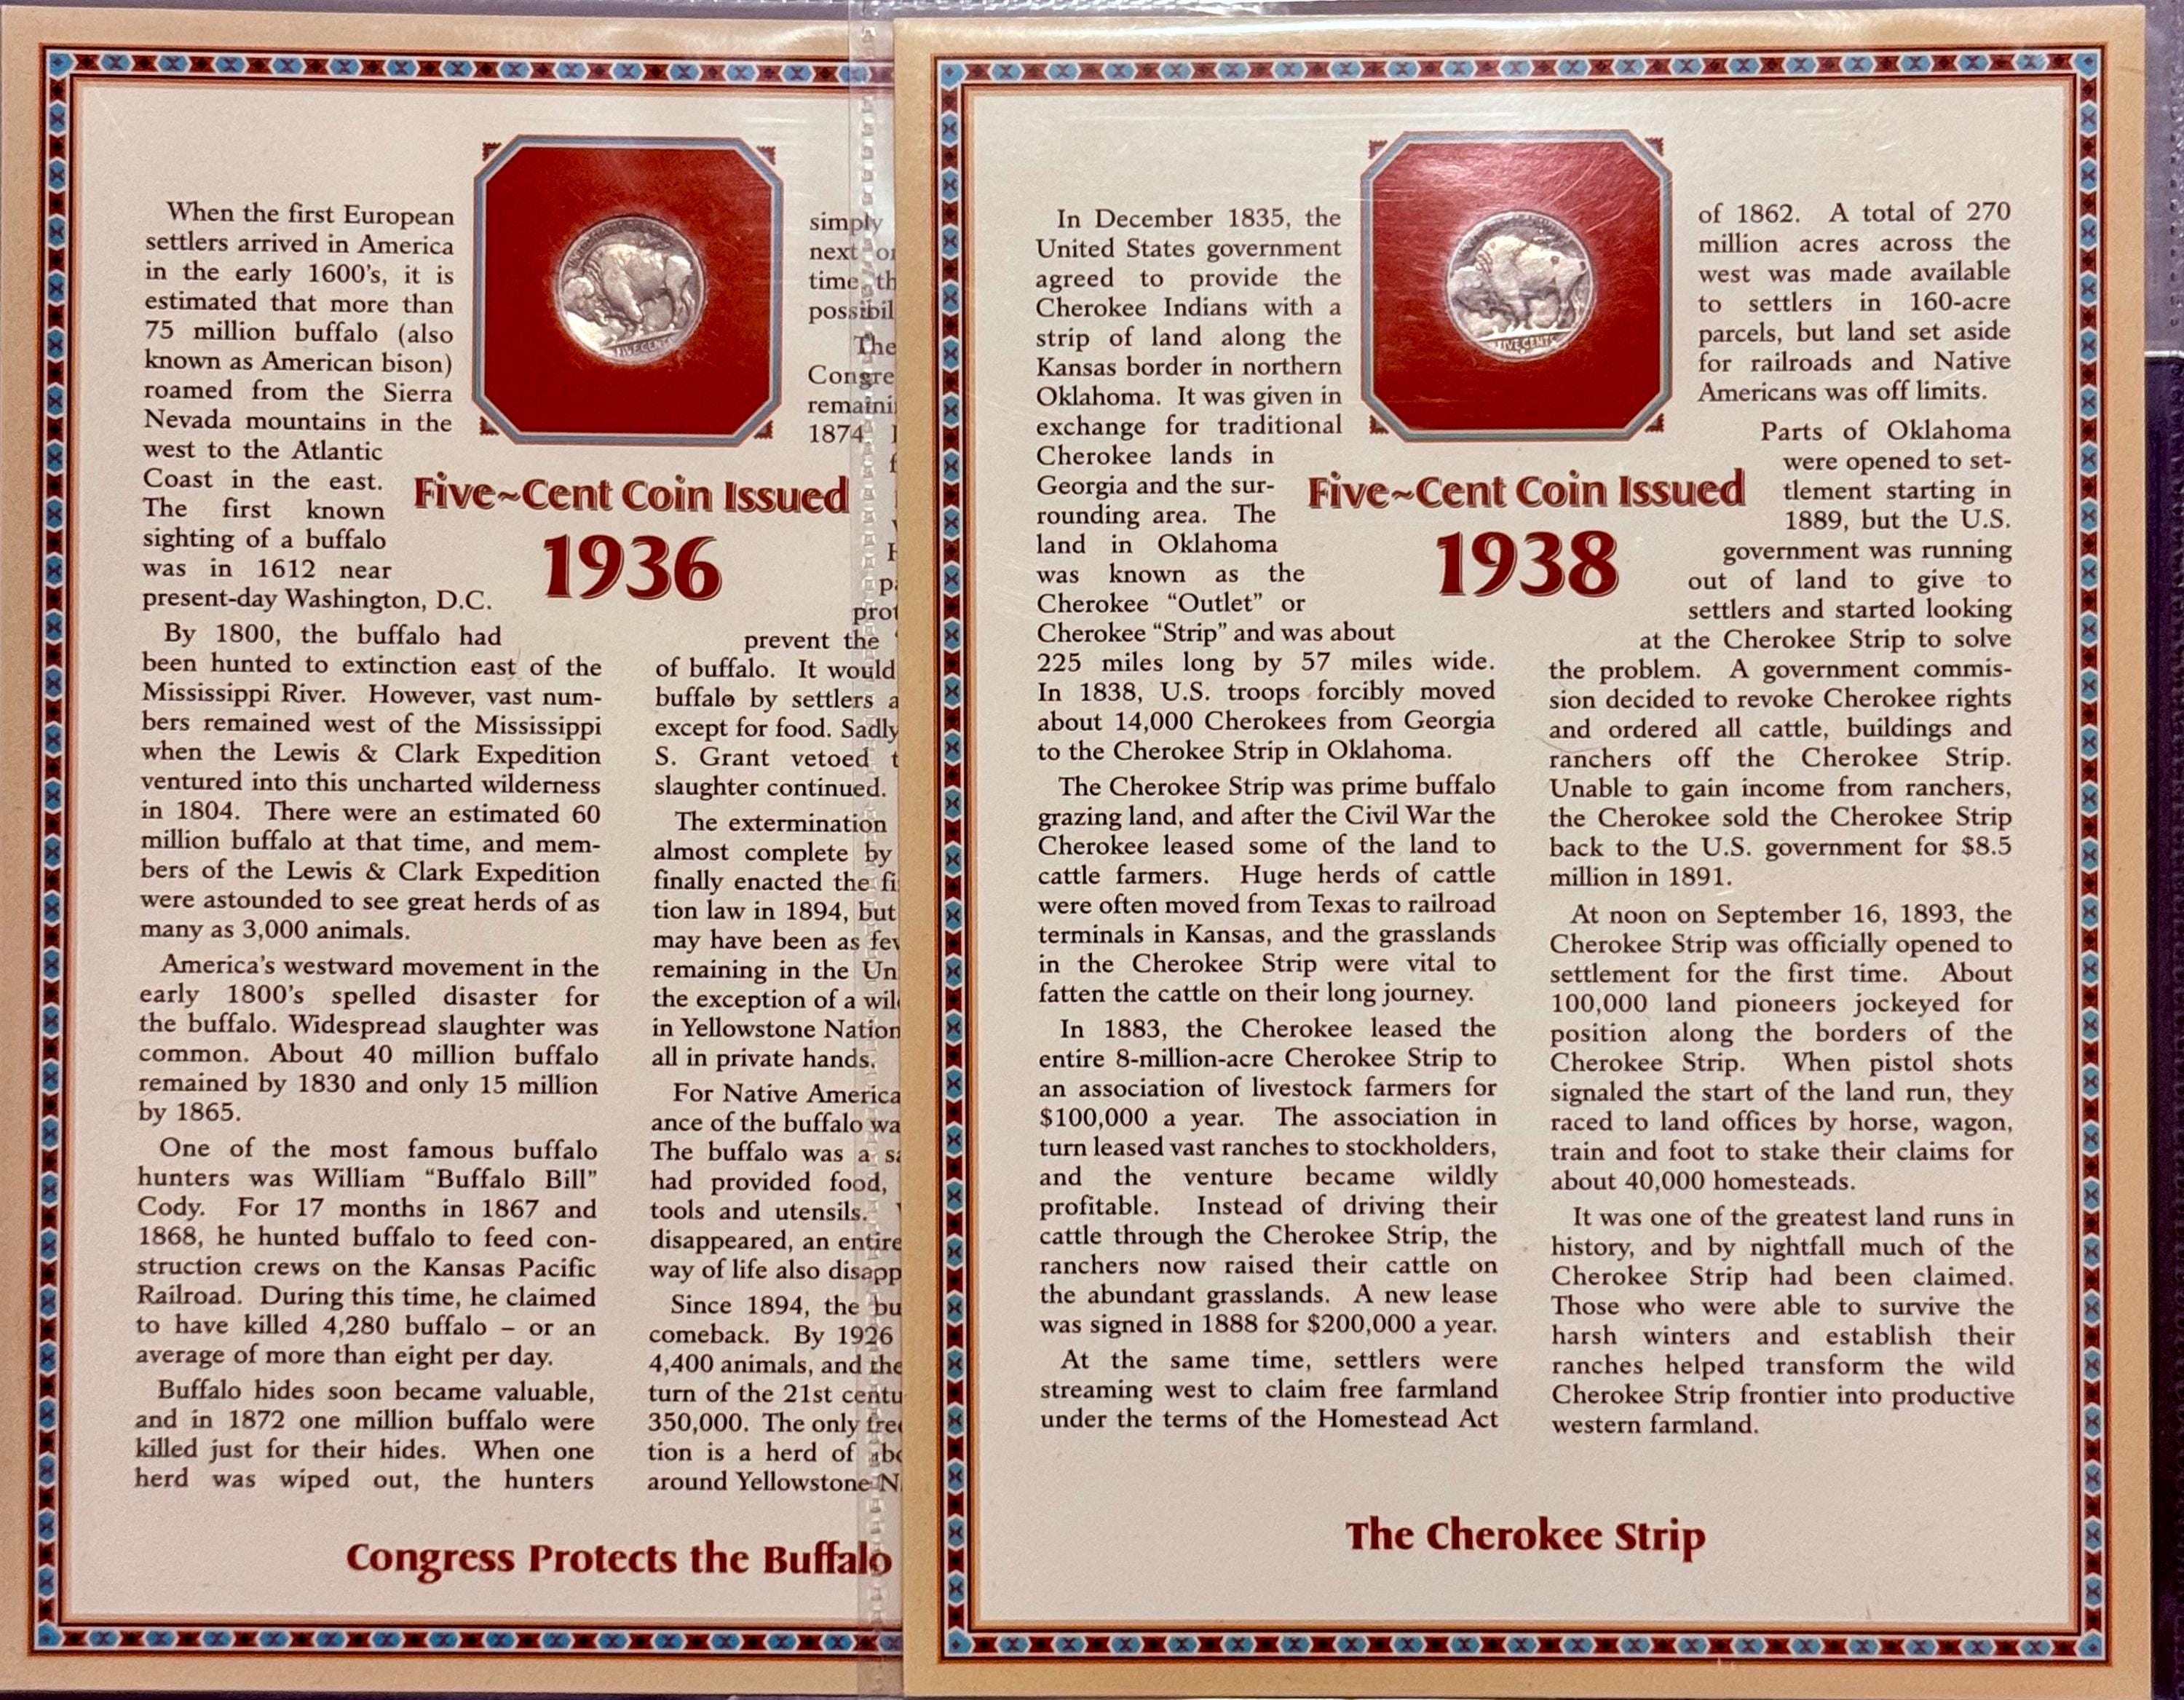 When the first European
settlers arrived in America
in the early 1600's, it is
estimated that more than
75 million buffalo (also
known as American bison)
roamed from the Sierra
Nevada mountains in the
west to the Atlantic
Coast in the east.
The first known
sighting of a buffalo
was in 1612 near
present-day Washington, D.C.
By 1800, the buffalo had
been hunted to extinction east of the
Mississippi River. However, vast num-
bers remained west of the Mississippi
when the Lewis & Clark Expedition
ventured into this uncharted wilderness
in 1804. There were an estimated 60
million buffalo at that time, and mem-
bers of the Lewis & Clark Expedition
were astounded to see great herds of as
many as 3,000 animals.
America's westward movement in the
early 1800's spelled disaster for
the buffalo. Widespread slaughter was
common. About 40 million buffalo
remained by 1830 and only 15 million
by 1865.
One of the most famous buffalo
hunters was William "Buffalo Bill"
Cody. For 17 months in 1867 and
1868, he hunted buffalo to feed con-
struction crews on the Kansas Pacific
Railroad. During this time, he claimed
to have killed 4,280 buffalo – or an
average of more than eight per day.
Buffalo hides soon became valuable,
and in 1872 one million buffalo were
killed just for their hides. When one
herd was wiped out, the hunters
FIVE CENTS
Five~Cent Coin Issued
1936
simply
next
time, th
possibil
The
Congre
remaini
1874
prot
prevent the
of buffalo. It would
buffalo by settlers a
except for food. Sadly
S. Grant vetoed t
slaughter continued.
The extermination
almost complete by
finally enacted the fi
tion law in 1894, but
may have been as fe
remaining in the Un
the exception of a wil
in Yellowstone Nation
all in private hands.
For Native America
ance of the buffalo wa
The buffalo was a sa
had provided food,
tools and utensils.
disappeared, an entire
way of life also disapp
Since 1894, the bu
comeback. By 1926
4,400 animals, and the
turn of the 21st centu
350,000. The only fre
tion is a herd of abo
around Yellowstone N
Congress Protects the Buffalo
In December 1835, the
United States government
agreed to provide the
Cherokee Indians with a
strip of land along the
Kansas border in northern
Oklahoma. It was given in
exchange for traditional
Cherokee lands in
Georgia and the sur-
rounding area. The
land in Oklahoma
was known as the
Cherokee "Outlet" or
Cherokee "Strip" and was about
225 miles long by 57 miles wide.
In 1838, U.S. troops forcibly moved
about 14,000 Cherokees from Georgia
to the Cherokee Strip in Oklahoma.
The Cherokee Strip was prime buffalo
grazing land, and after the Civil War the
Cherokee leased some of the land to
cattle farmers. Huge herds of cattle
were often moved from Texas to railroad
terminals in Kansas, and the grasslands
in the Cherokee Strip were vital to
fatten the cattle on their long journey.
In 1883, the Cherokee leased the
entire 8-million-acre Cherokee Strip to
an association of livestock farmers for
$100,000 a year. The association in
turn leased vast ranches to stockholders,
and the venture became wildly
profitable. Instead of driving their
cattle through the Cherokee Strip, the
ranchers now raised their cattle on
the abundant grasslands. A new lease
was signed in 1888 for $200,000 a year.
At the same time, settlers were
streaming west to claim free farmland
under the terms of the Homestead Act
FIVE CENTS
Five~Cent Coin Issued
1938
of 1862. A total of 270
million acres across the
west was made available
to settlers in 160-acre
parcels, but land set aside
for railroads and Native
Americans was off limits.
Parts of Oklahoma
were opened to set-
tlement starting in
1889, but the U.S.
government was running
out of land to give to
settlers and started looking
at the Cherokee Strip to solve
the problem. A government commis-
sion decided to revoke Cherokee rights
and ordered all cattle, buildings and
ranchers off the Cherokee Strip.
Unable to gain income from ranchers,
the Cherokee sold the Cherokee Strip
back to the U.S. government for $8.5
million in 1891.
At noon on September 16, 1893, the
Cherokee Strip was officially opened to
settlement for the first time. About
100,000 land pioneers jockeyed for
position along the borders of the
Cherokee Strip. When pistol shots
signaled the start of the land run, they
raced to land offices by horse, wagon,
train and foot to stake their claims for
about 40,000 homesteads.
It was one of the greatest land runs in
history, and by nightfall much of the
Cherokee Strip had been claimed.
Those who were able to survive the
harsh winters and establish their
ranches helped transform the wild
Cherokee Strip frontier into productive
western farmland.
The Cherokee Strip